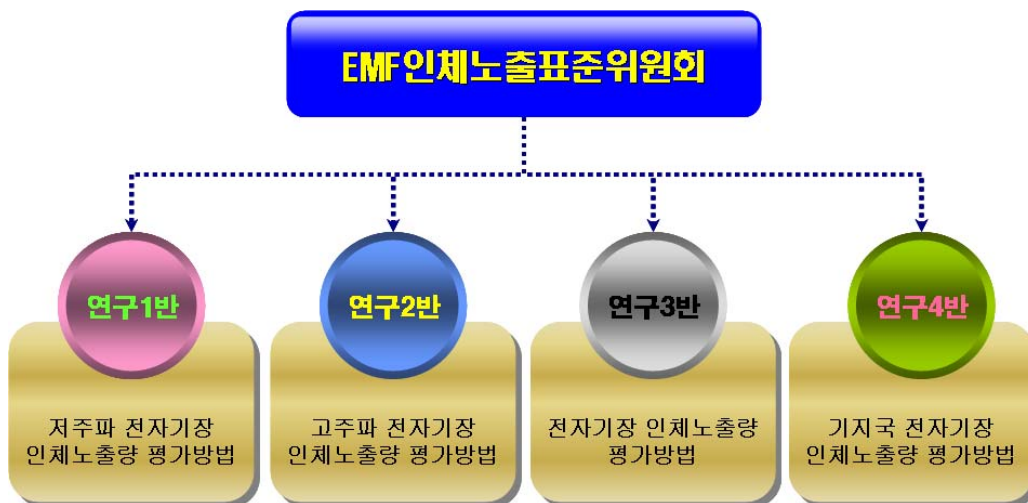 EMF인체노출표준위원회
연구1반
연구2반
연구3반
연구4반
저주파 전자기장
인체노출량 평가방법
고주파 전자기장
인체노출량 평가방법
전자기장 인체노출량
평가방법
기지국 전자기장
인체노출량 평가방법